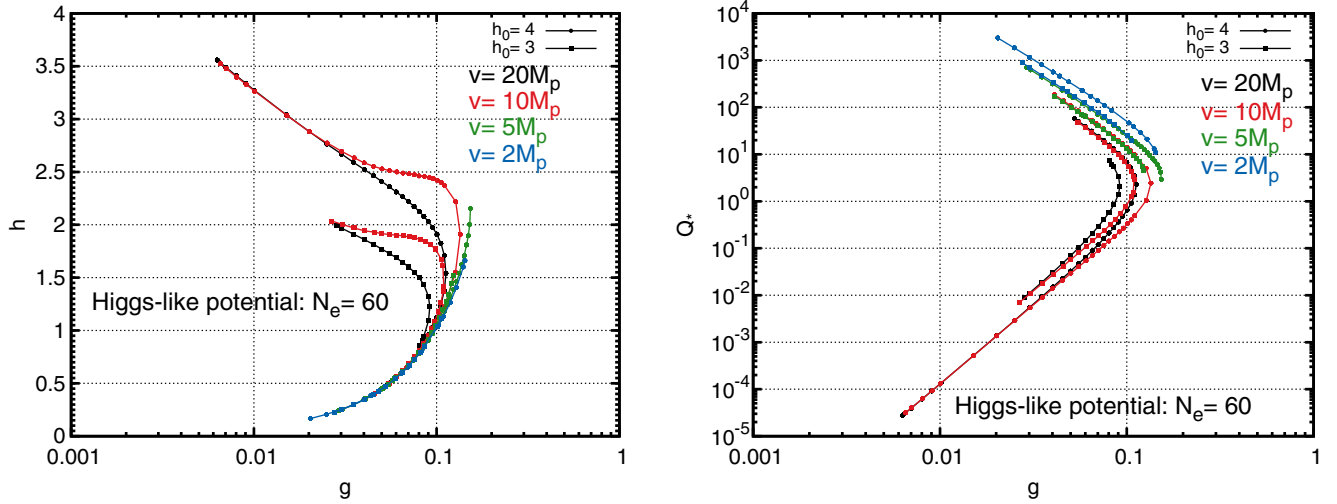 4
3.5
3
2.5
2
1.5
1
0.5
0
0.001
0.01
0.1
1
h
g
h₀= 4
h₀= 3
v= 20Mₚ
v= 10Mₚ
v= 5Mₚ
v= 2Mₚ
Higgs-like potential: Nₑ= 60
10⁴
10³
10²
10¹
10⁰
10⁻¹
10⁻²
10⁻³
10⁻⁴
10⁻⁵
0.001
0.01
0.1
1
Q⁎
g
h₀= 4
h₀= 3
v= 20Mₚ
v= 10Mₚ
v= 5Mₚ
v= 2Mₚ
Higgs-like potential: Nₑ= 60